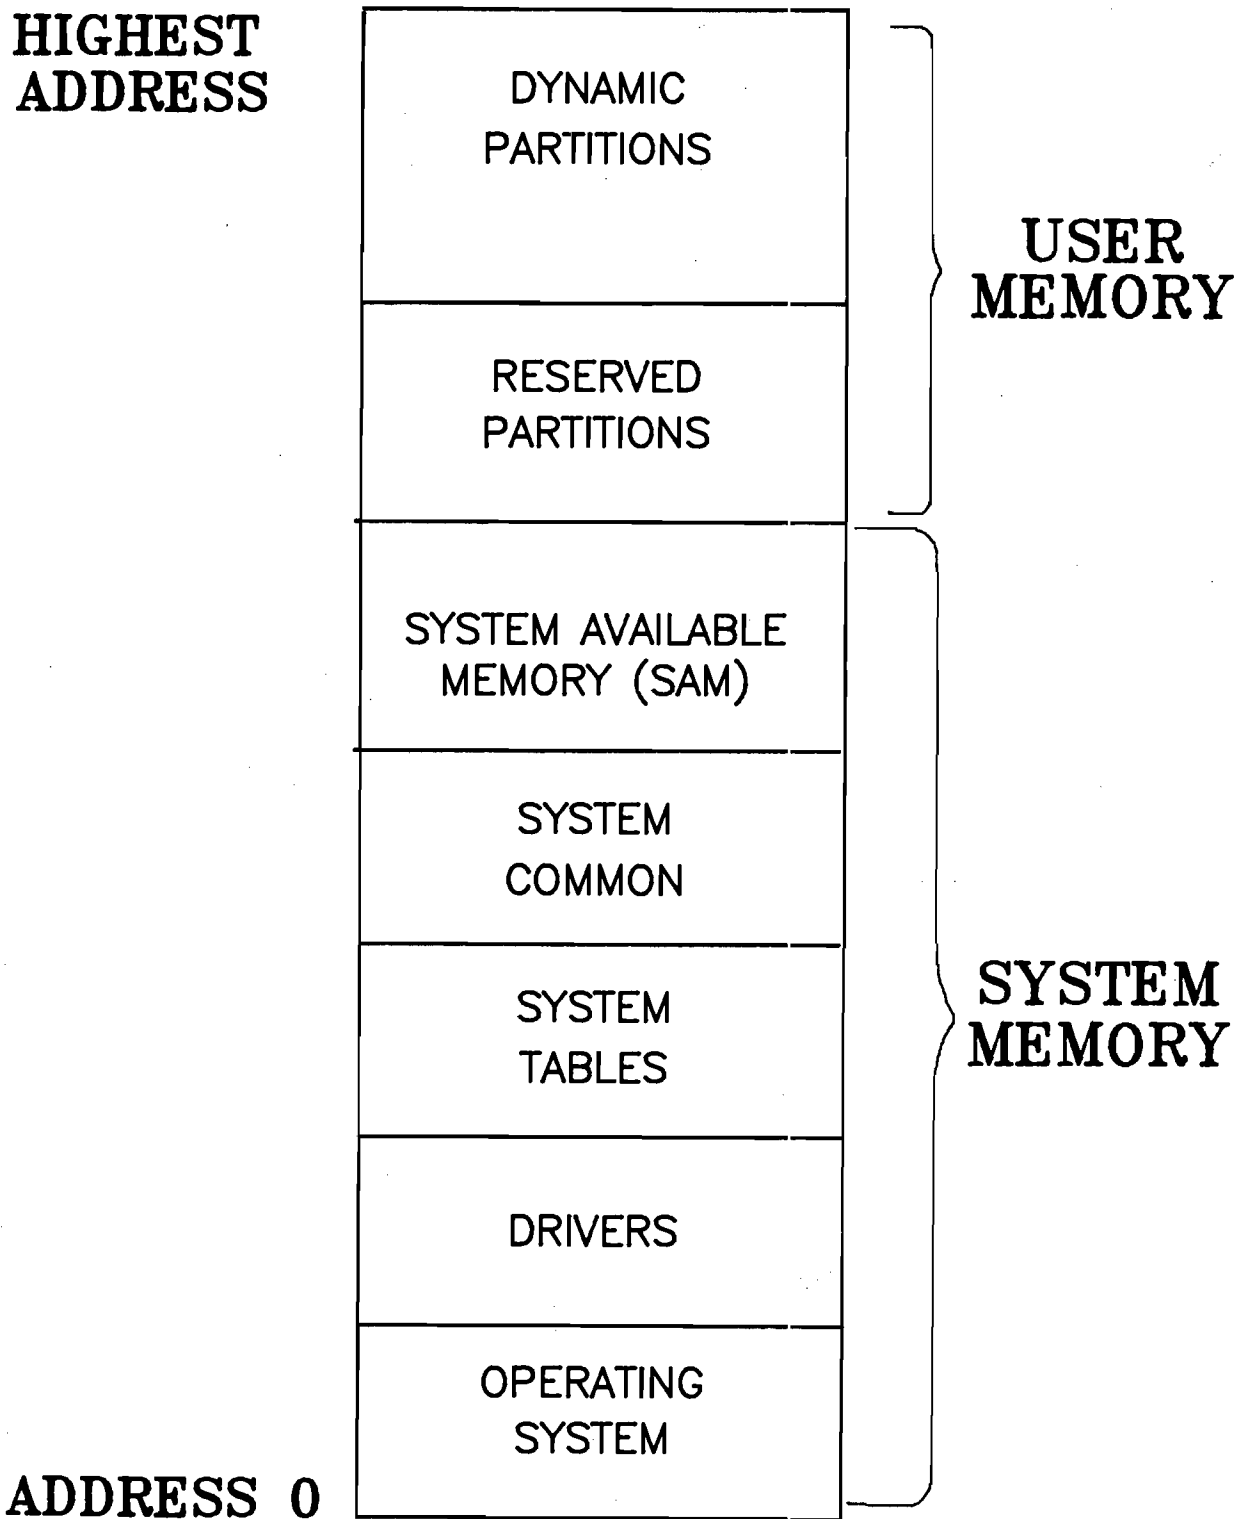 HIGHEST
ADDRESS
DYNAMIC
PARTITIONS
USER
MEMORY
RESERVED
PARTITIONS
SYSTEM AVAILABLE
MEMORY (SAM)
SYSTEM
COMMON
SYSTEM
MEMORY
SYSTEM
TABLES
DRIVERS
OPERATING
SYSTEM
ADDRESS 0